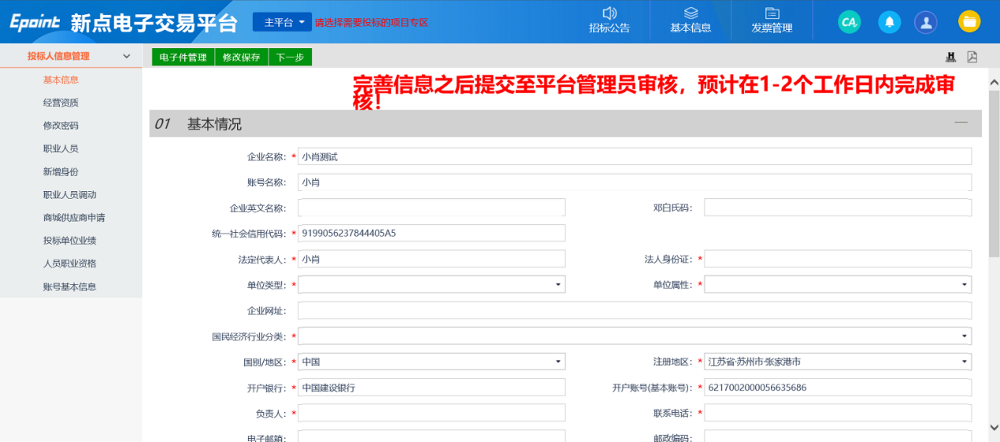 Epoint 新点电子交易平台 主平台 请选择需要投标的项目专区 招标公告 基本信息 发票管理 CA
投标人信息管理 电子件管理 修改保存 下一步
基本信息
经营资质
修改密码
职业人员
新增身份
职业人员调动
商城供应商申请
投标单位业绩
人员职业资格
账号基本信息
完善信息之后提交至平台管理员审核，预计在1-2个工作日内完成审
核！
01 基本情况
企业名称：* 小肖测试
账号名称： 小肖
企业英文名称： 邓白氏码：
统一社会信用代码：* 9199056237844405A5
法定代表人：* 小肖 法人身份证：*
单位类型：* 单位属性：*
企业网址：
国民经济行业分类：*
国别/地区：* 中国 注册地区：* 江苏省·苏州市·张家港市
开户银行：* 中国建设银行 开户账号(基本账号)：* 6217002000056635686
负责人：* 联系电话：*
电子邮箱： 邮政编码：